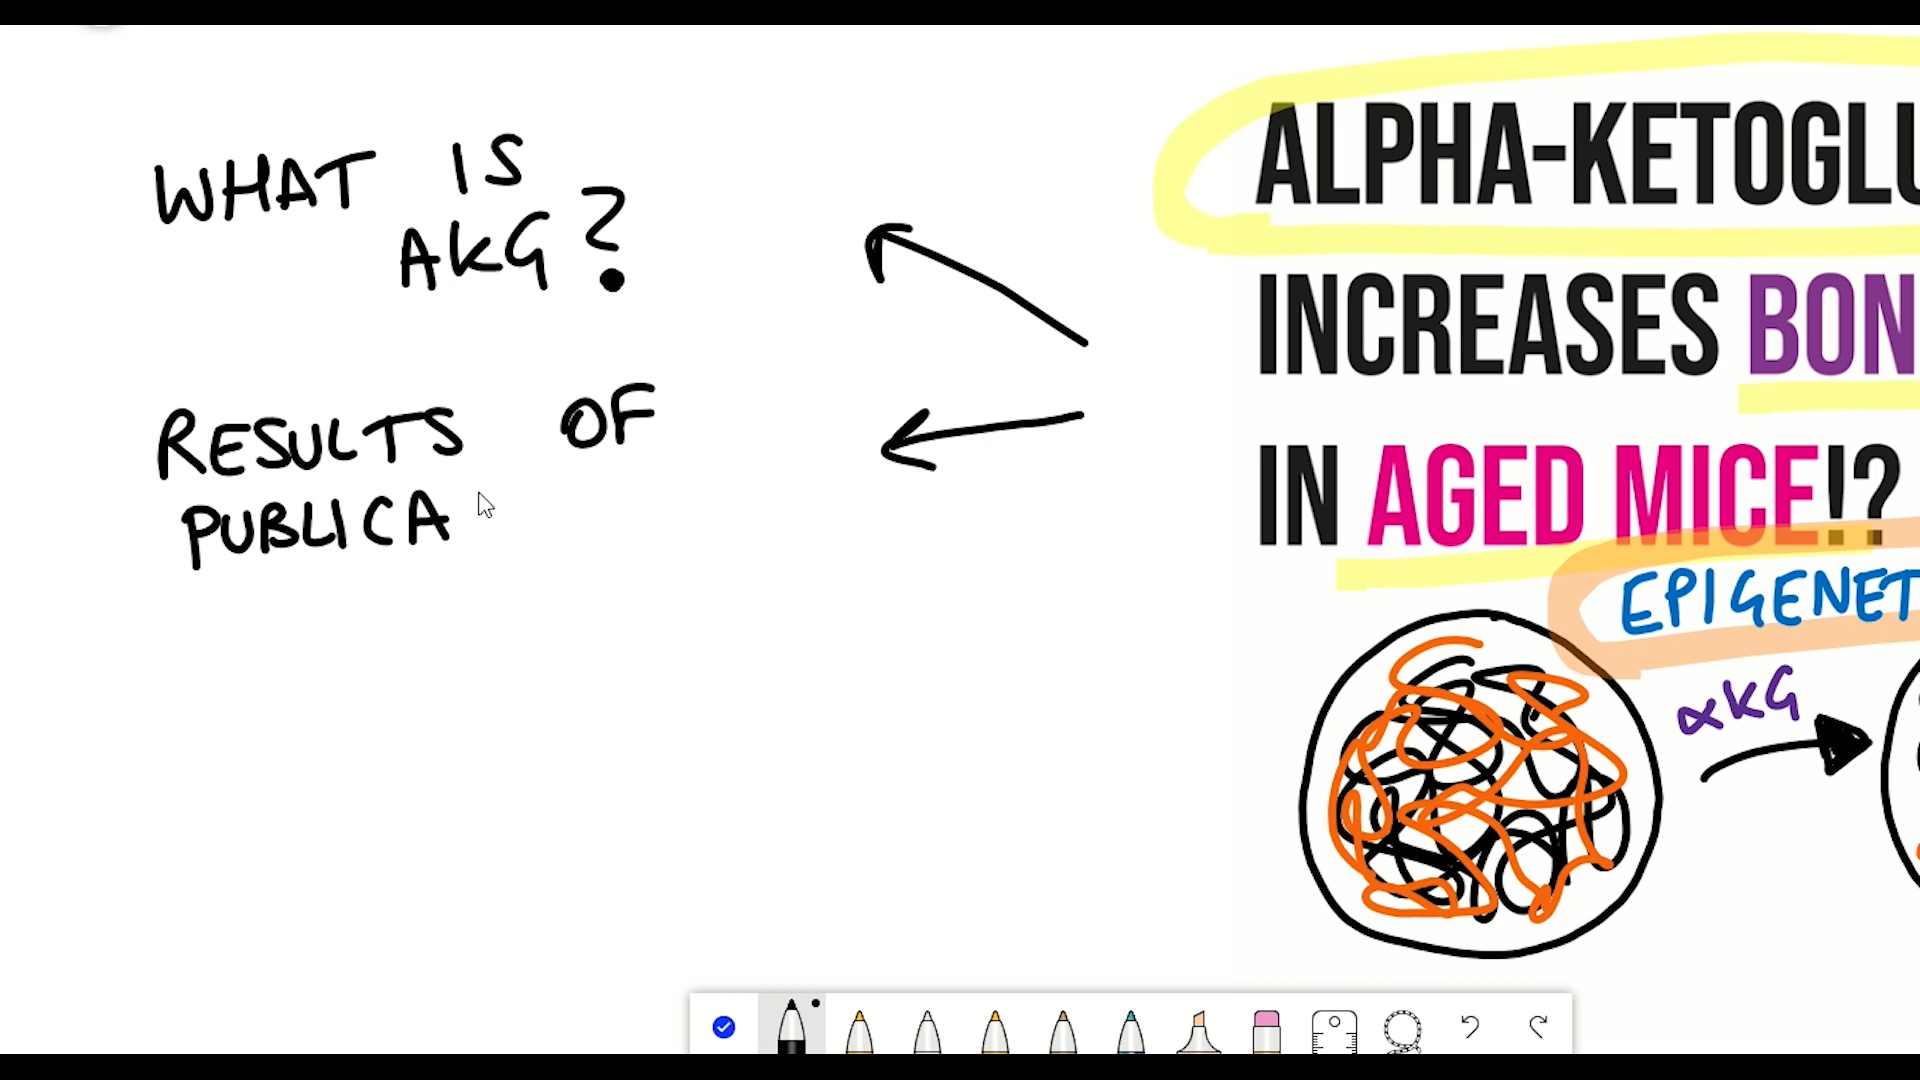 WHAT IS
AKG?
RESULTS OF
PUBLICA
ALPHA-KETOGLU
INCREASES BON
IN AGED MICE!?
EPIGENET
αKG